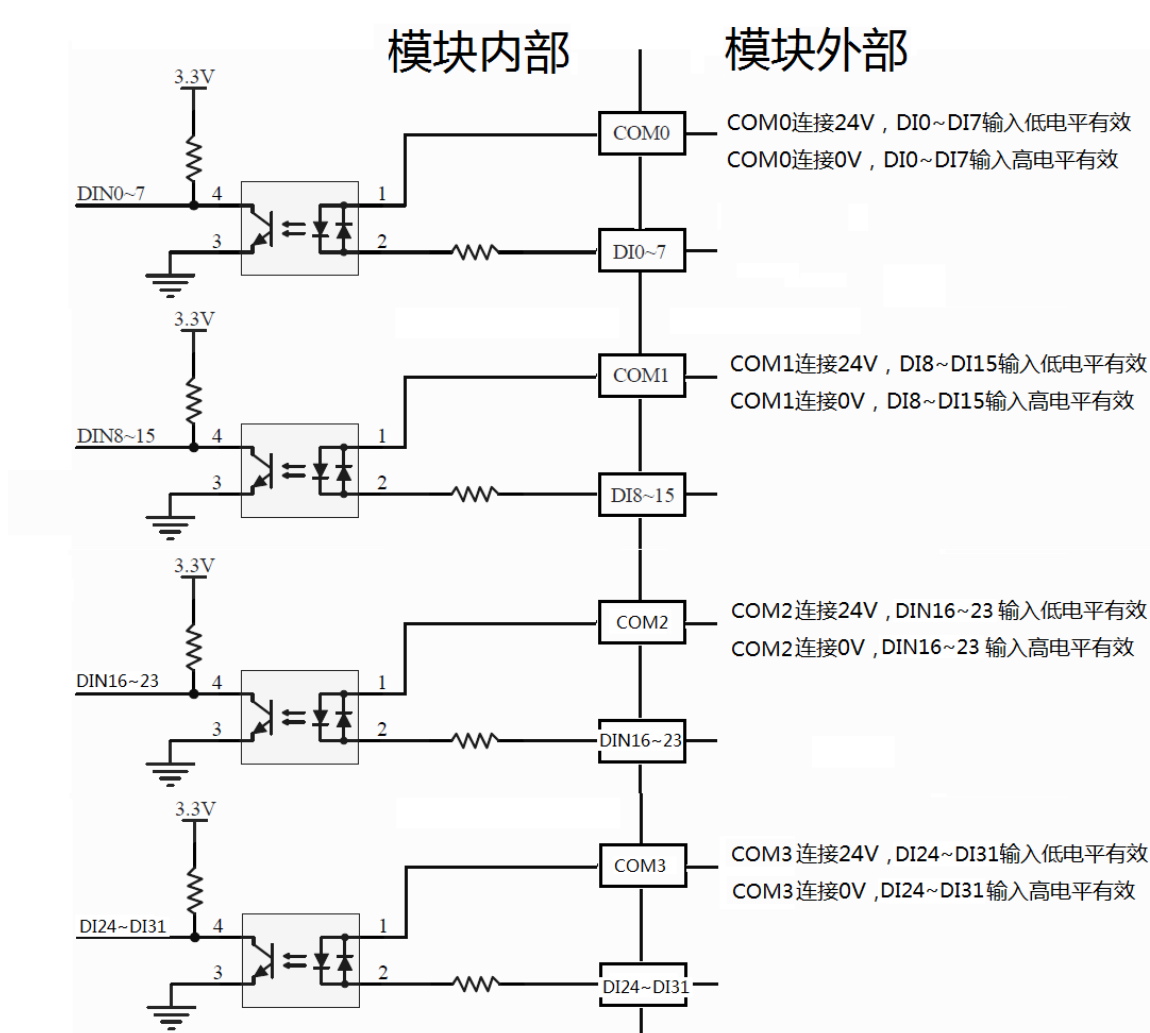 模块内部
模块外部
3.3V
COM0
COM0连接24V，DI0~DI7输入低电平有效
COM0连接0V，DI0~DI7输入高电平有效
DIN0~7
4
1
3
2
DI0~7
3.3V
COM1
COM1连接24V，DI8~DI15输入低电平有效
COM1连接0V，DI8~DI15输入高电平有效
DIN8~15
4
1
3
2
DI8~15
3.3V
COM2
COM2连接24V，DIN16~23 输入低电平有效
COM2连接0V，DIN16~23 输入高电平有效
DIN16~23
4
1
3
2
DIN16~23
3.3V
COM3
COM3连接24V，DI24~DI31输入低电平有效
COM3连接0V，DI24~DI31输入高电平有效
DI24~DI31
4
1
3
2
DI24~DI31